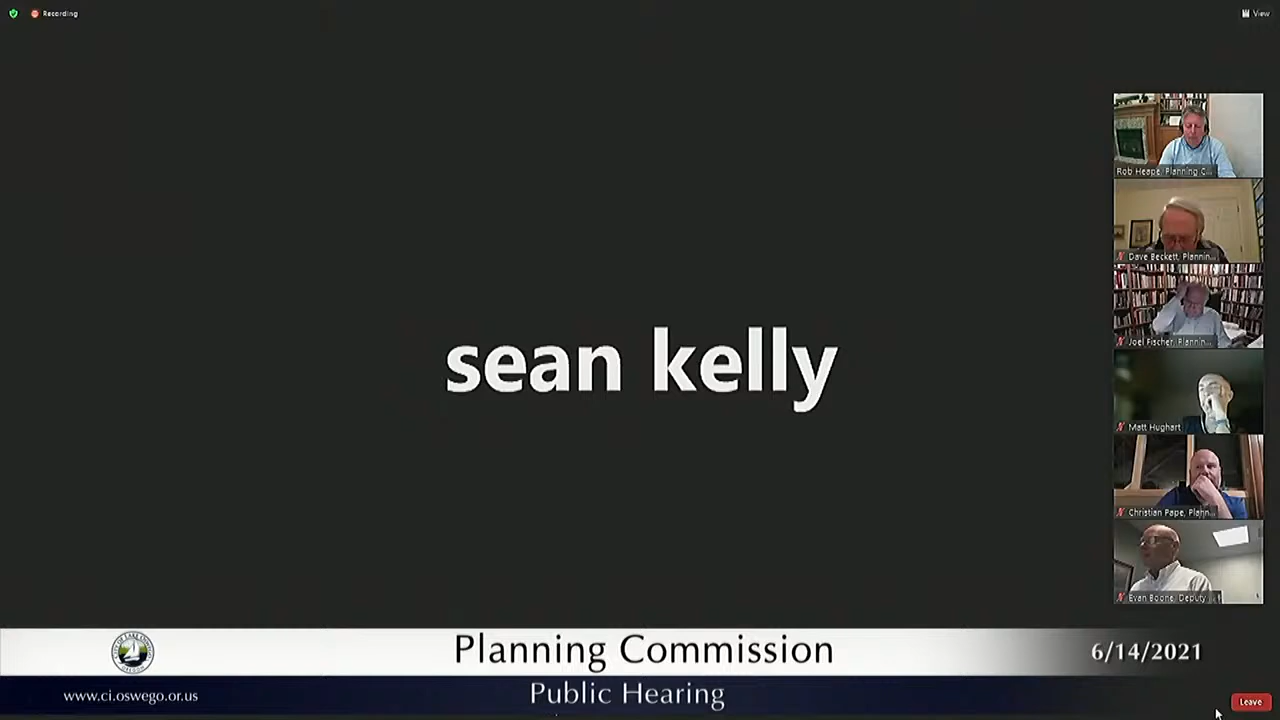 Recording
View
Rob Heape, Planning C...
Dave Beckett, Plannin...
Joel Fischer, Plannin...
sean kelly
Matt Hughart
Christian Pape, Plann...
Evan Boone, Deputy
Planning Commission
6/14/2021
www.ci.oswego.or.us
Public Hearing
Leave